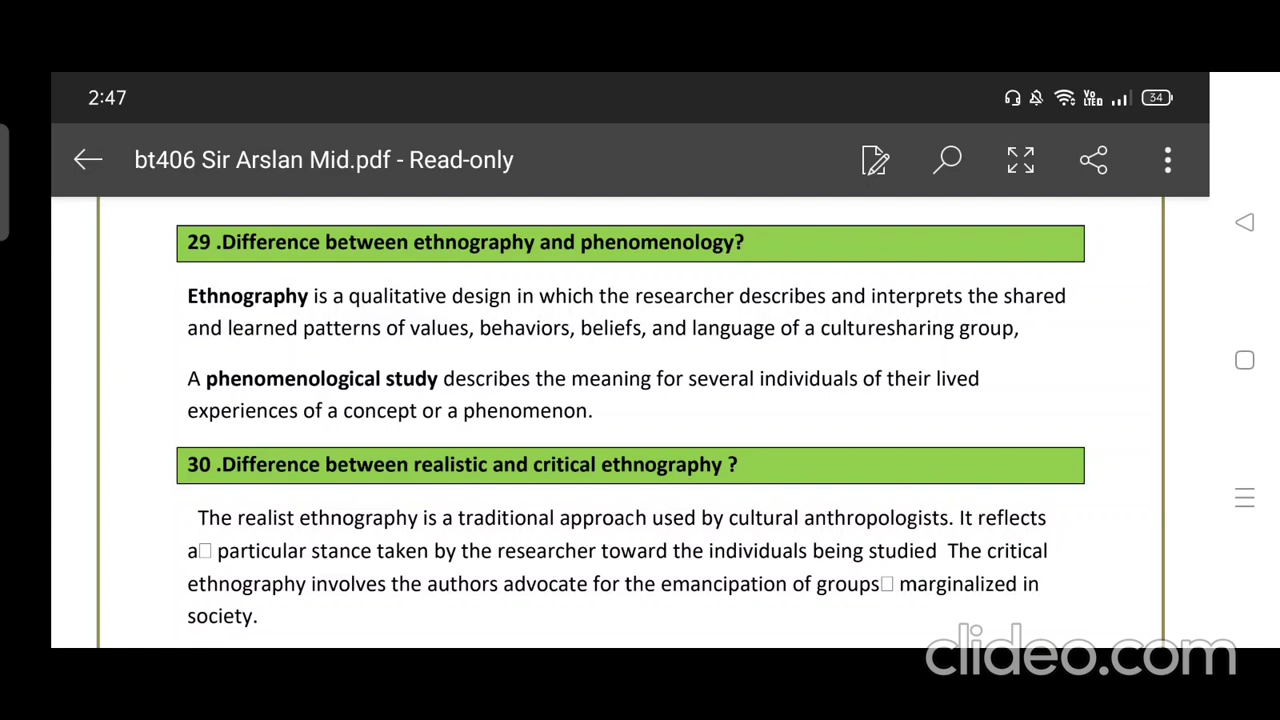 2:47
Vo LTED
34
bt406 Sir Arslan Mid.pdf - Read-only
29 .Difference between ethnography and phenomenology?
Ethnography is a qualitative design in which the researcher describes and interprets the shared
and learned patterns of values, behaviors, beliefs, and language of a culturesharing group,
A phenomenological study describes the meaning for several individuals of their lived
experiences of a concept or a phenomenon.
30 .Difference between realistic and critical ethnography ?
The realist ethnography is a traditional approach used by cultural anthropologists. It reflects
a□ particular stance taken by the researcher toward the individuals being studied The critical
ethnography involves the authors advocate for the emancipation of groups□ marginalized in
society.
clideo.com